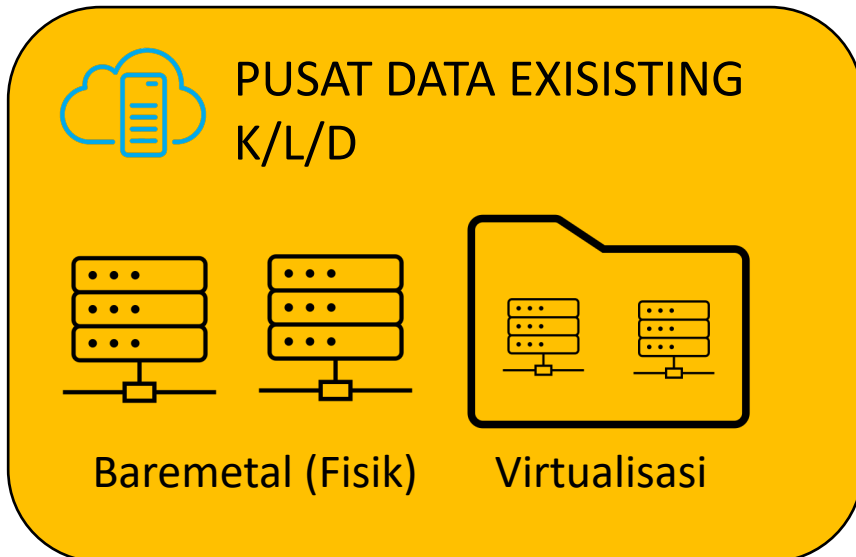 PUSAT DATA EXISISTING
K/L/D
Baremetal (Fisik)
Virtualisasi